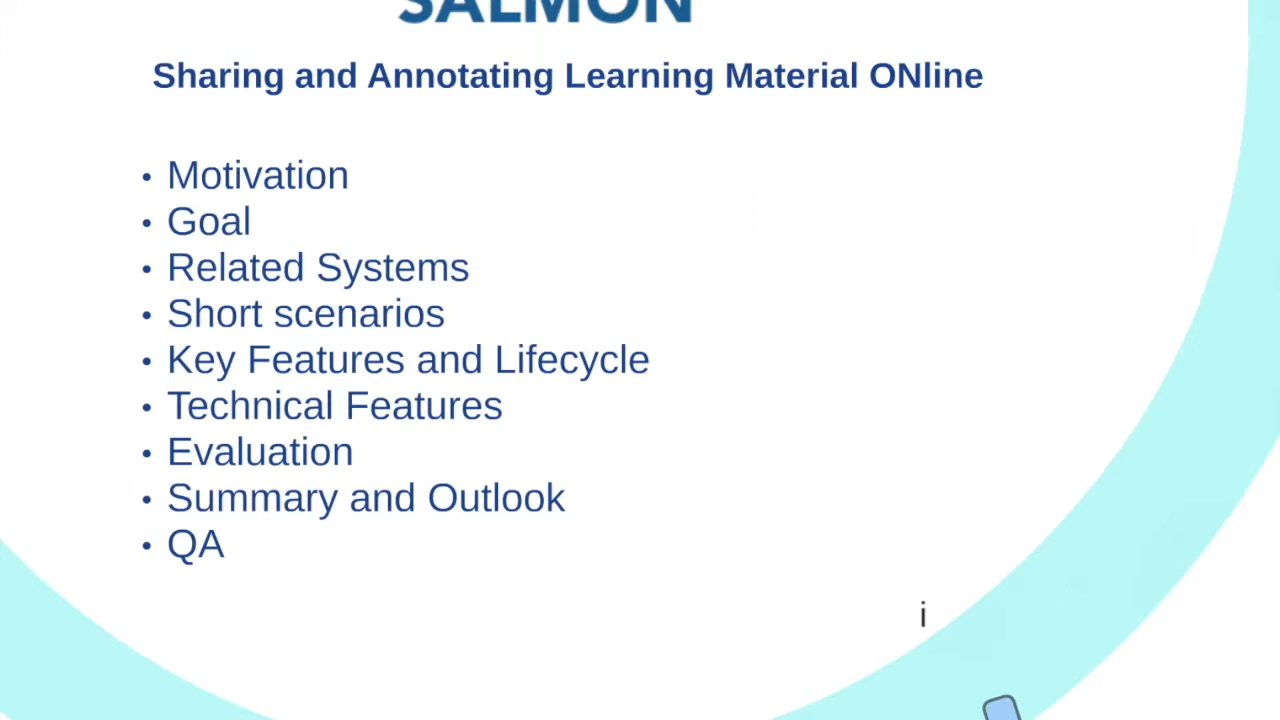 SALMON
Sharing and Annotating Learning Material ONline
• Motivation
• Goal
• Related Systems
• Short scenarios
• Key Features and Lifecycle
• Technical Features
• Evaluation
• Summary and Outlook
• QA
i